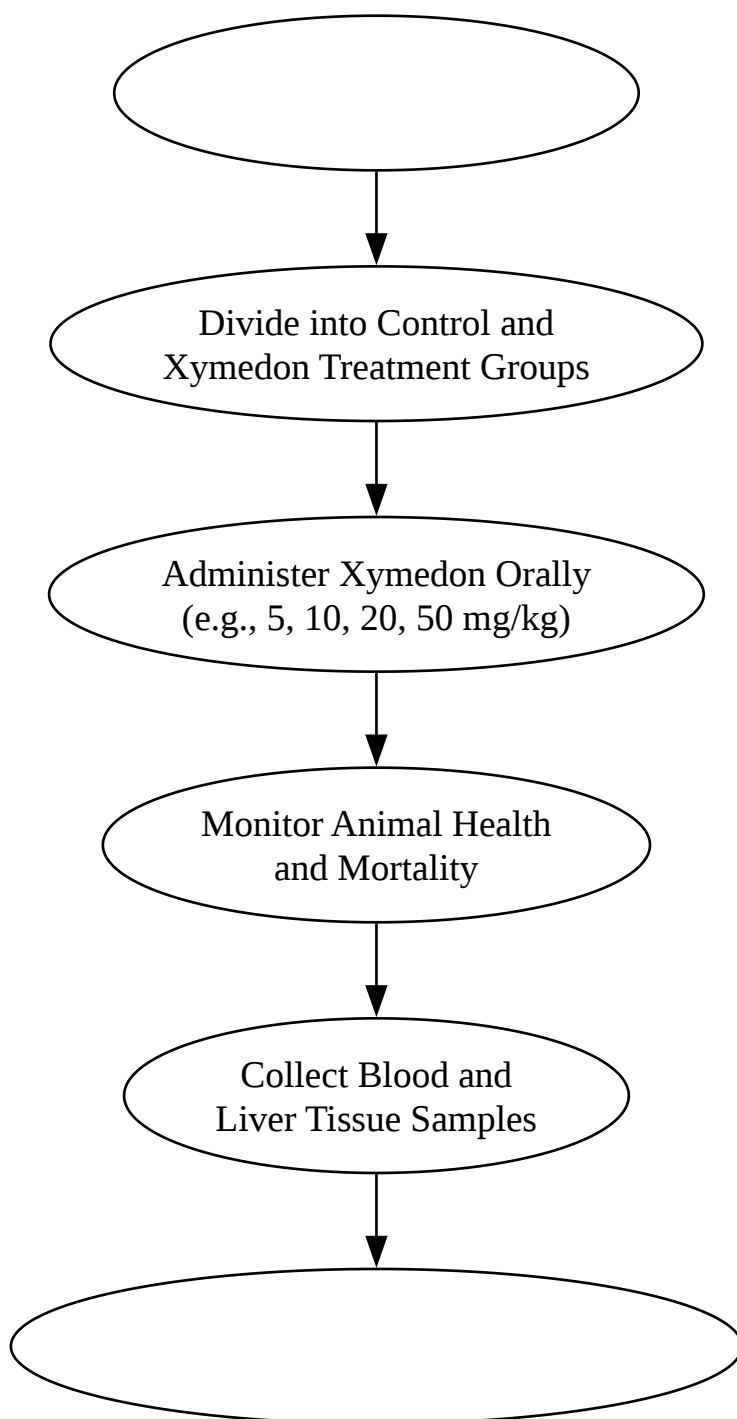 Divide into Control and
Xymedon Treatment Groups
Administer Xymedon Orally
(e.g., 5, 10, 20, 50 mg/kg)
Monitor Animal Health
and Mortality
Collect Blood and
Liver Tissue Samples